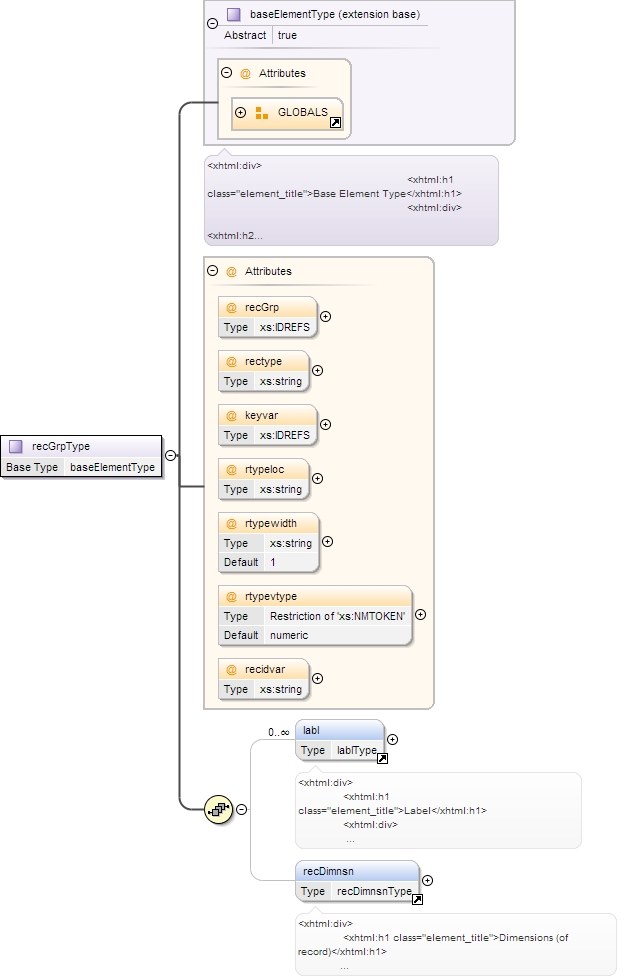 baseElementType (extension base)
Abstract true
@ Attributes
GLOBALS
<xhtml:div>
<xhtml:h1
class="element_title">Base Element Type</xhtml:h1>
<xhtml:div>
<xhtml:h2...
@ Attributes
@ recGrp
Type xs:IDREFS
@ rectype
Type xs:string
@ keyvar
Type xs:IDREFS
recGrpType
Base Type baseElementType
@ rtypeloc
Type xs:string
@ rtypewidth
Type xs:string
Default 1
@ rtypevtype
Type Restriction of 'xs:NMTOKEN'
Default numeric
@ recidvar
Type xs:string
0..∞
labl
Type lablType
<xhtml:div>
<xhtml:h1
class="element_title">Label</xhtml:h1>
<xhtml:div>
...
recDimnsn
Type recDimnsnType
<xhtml:div>
<xhtml:h1 class="element_title">Dimensions (of
record)</xhtml:h1>
...